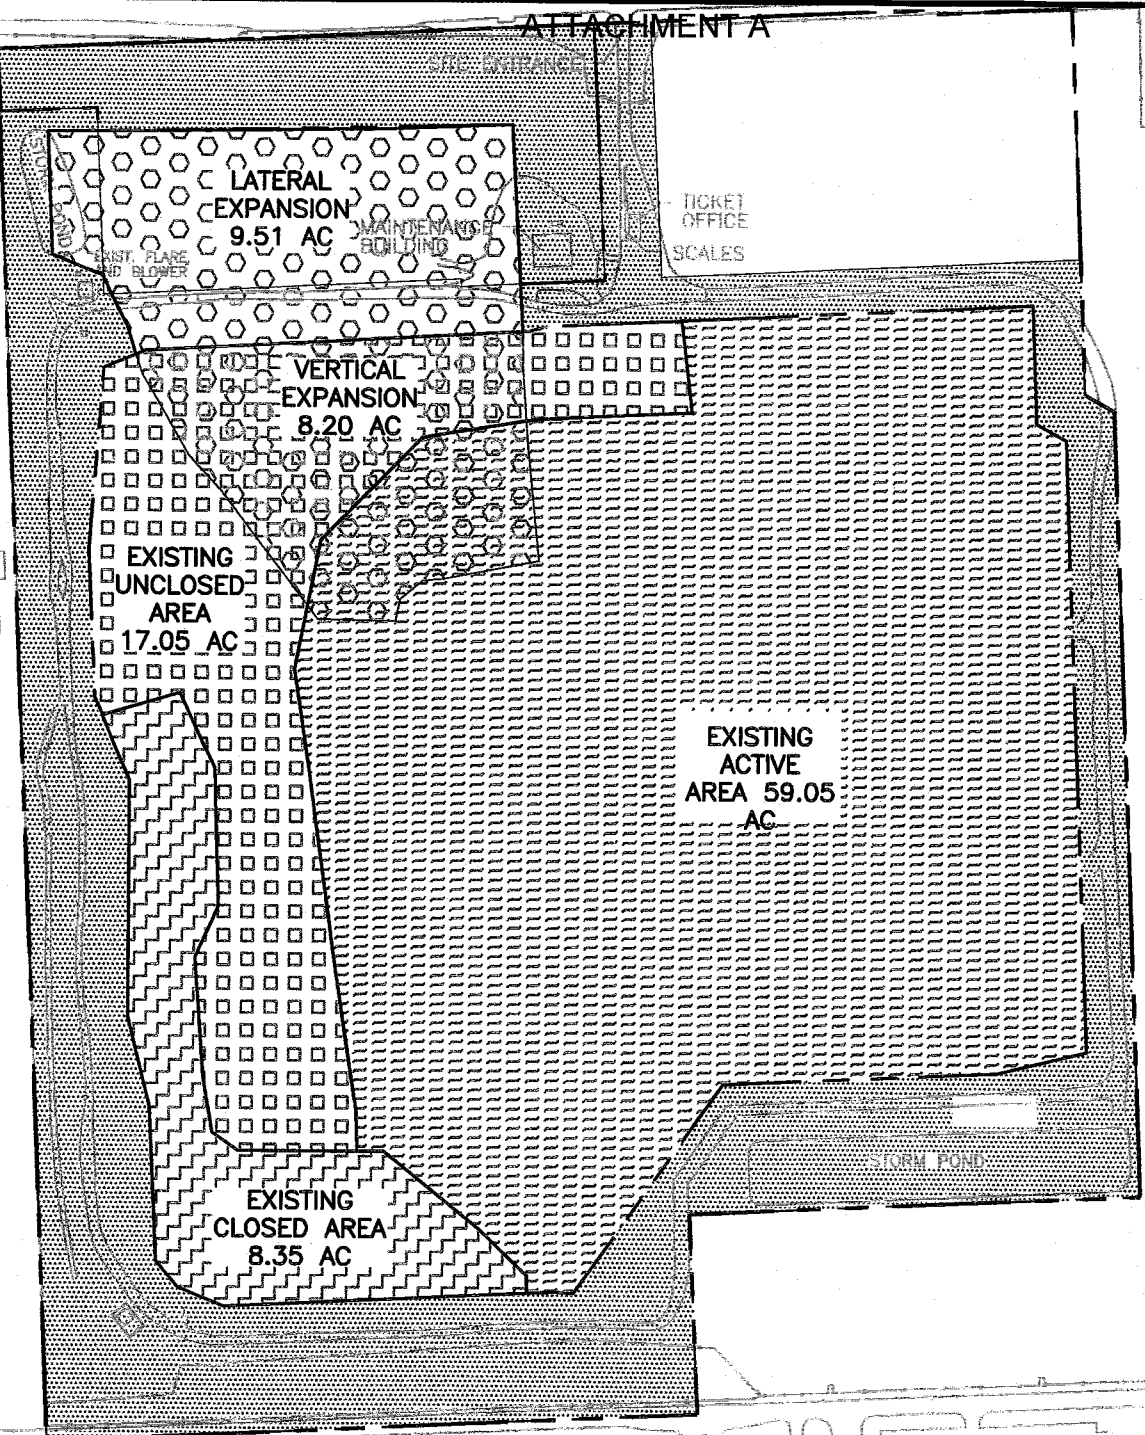 ATTACHMENT A
SITE ENTRANCE
STORM POND
LATERAL
EXPANSION
9.51 AC
MAINTENANCE
BUILDING
TICKET
OFFICE
SCALES
EXIST. FLARE
AND BLOWER
VERTICAL
EXPANSION
8.20 AC
EXISTING
UNCLOSED
AREA
17.05 AC
EXISTING
ACTIVE
AREA 59.05
AC
STORM POND
EXISTING
CLOSED AREA
8.35 AC